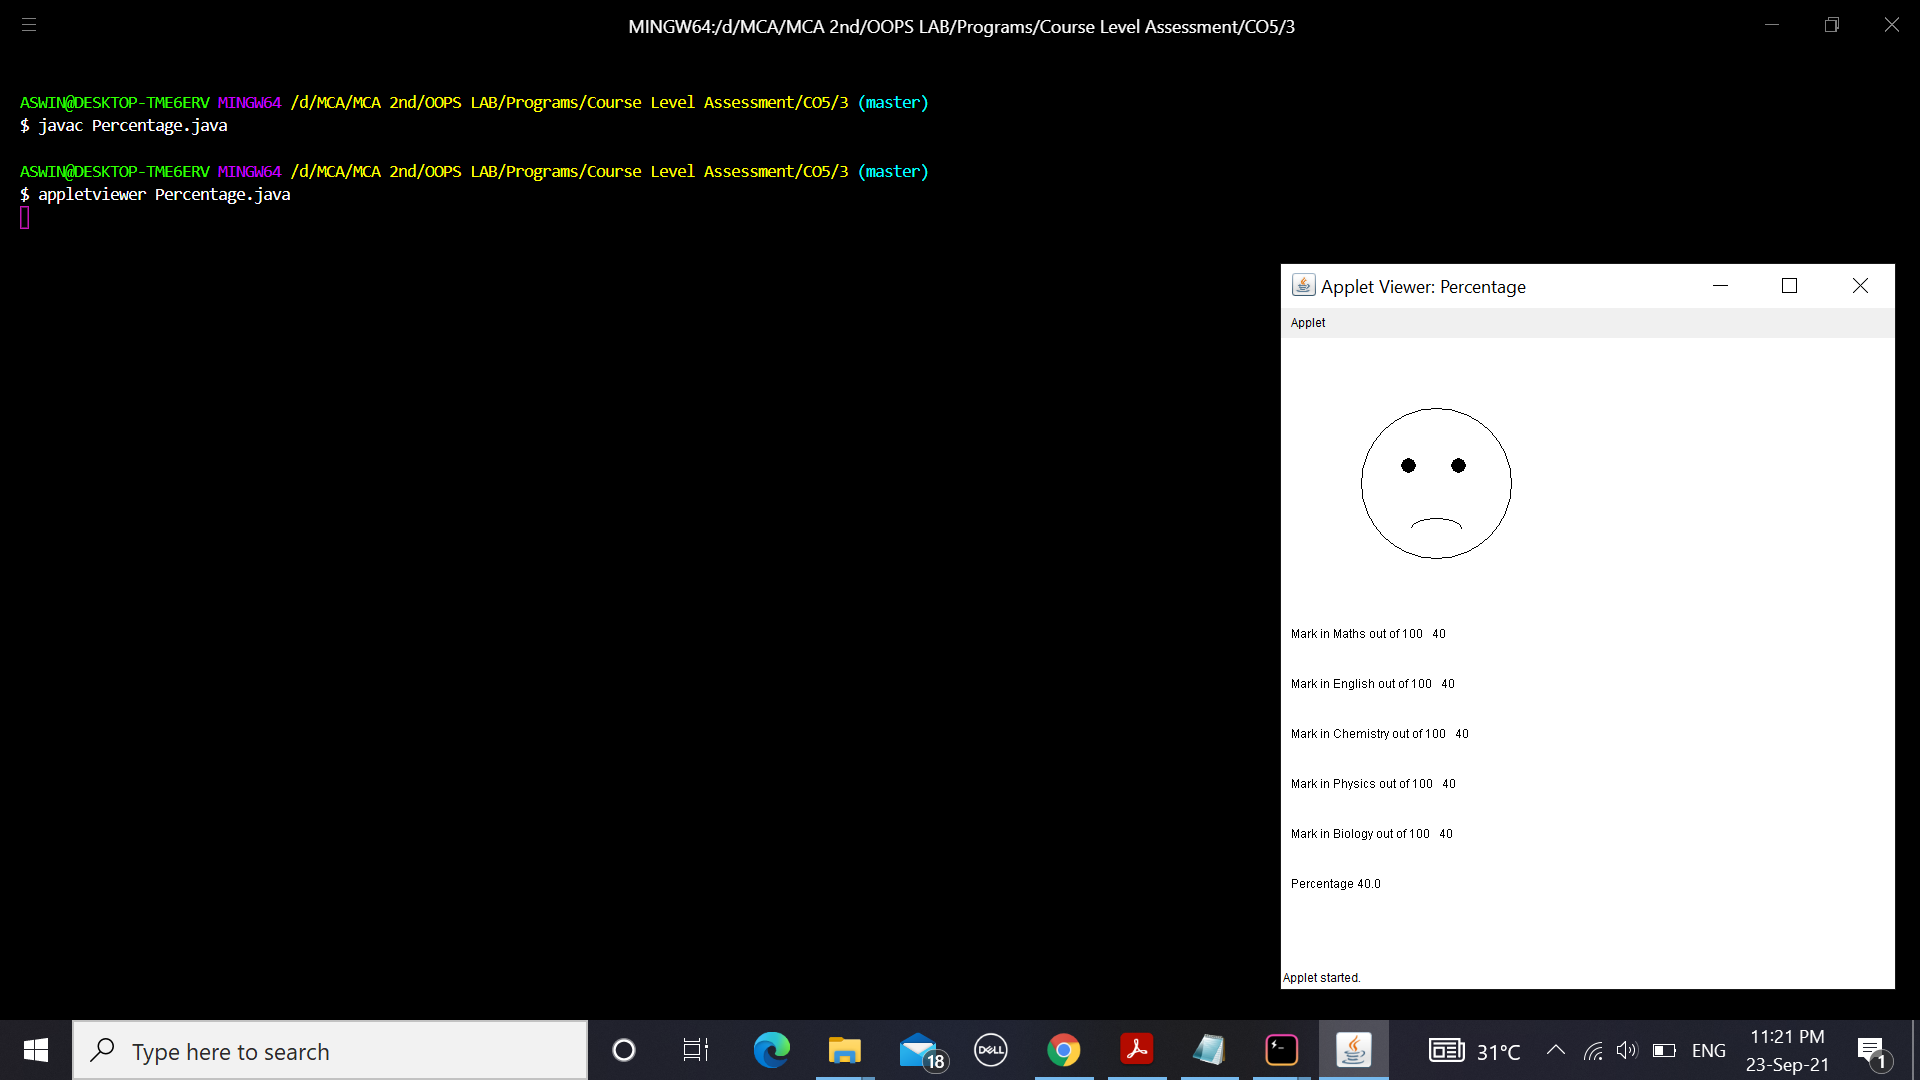 MINGW64:/d/MCA/MCA 2nd/OOPS LAB/Programs/Course Level Assessment/CO5/3
ASWIN@DESKTOP-TME6ERV MINGW64 /d/MCA/MCA 2nd/OOPS LAB/Programs/Course Level Assessment/CO5/3 (master)
$ javac Percentage.java
ASWIN@DESKTOP-TME6ERV MINGW64 /d/MCA/MCA 2nd/OOPS LAB/Programs/Course Level Assessment/CO5/3 (master)
$ appletviewer Percentage.java
Applet Viewer: Percentage
Applet
Mark in Maths out of 100 40
Mark in English out of 100 40
Mark in Chemistry out of 100 40
Mark in Physics out of 100 40
Mark in Biology out of 100 40
Percentage 40.0
Applet started.
Type here to search
18
DELL
31°C
ENG
11:21 PM
23-Sep-21
1